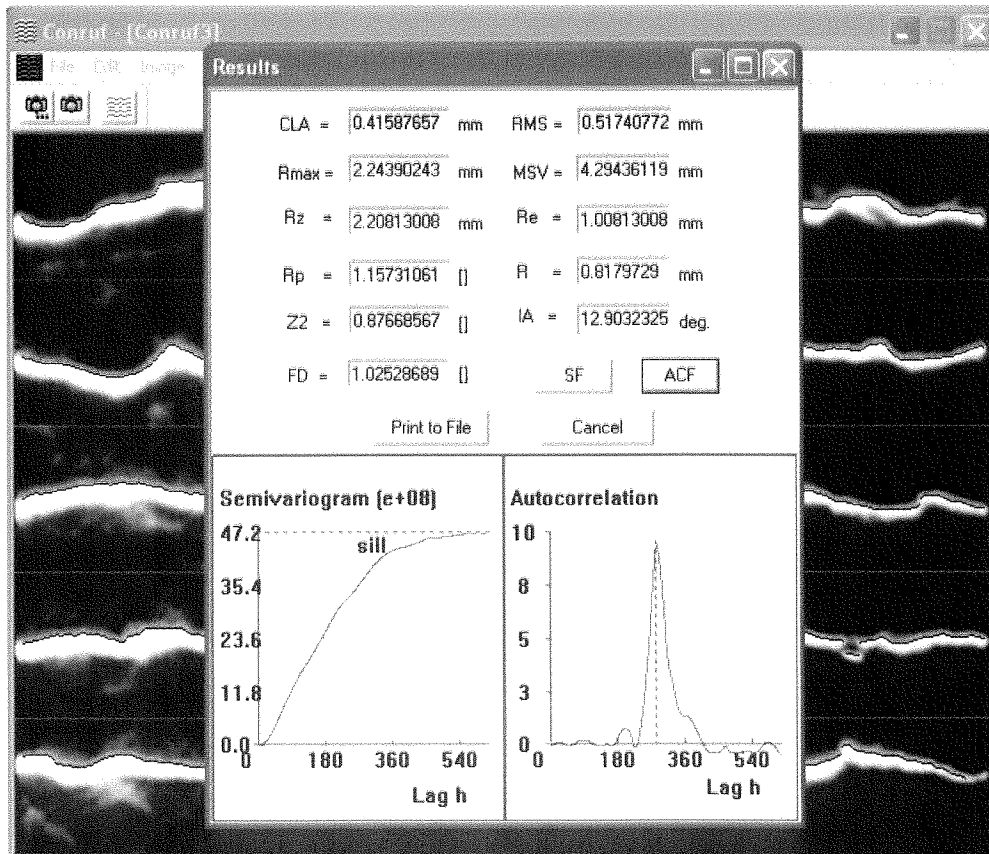 Conruf - [Conruf3]
File Edit Image
Results
CLA = 0.41587657 mm RMS = 0.51740772 mm
Rmax = 2.24390243 mm MSV = 4.29436119 mm
Rz = 2.20813008 mm Re = 1.00813008 mm
Rp = 1.15731061 [] R = 0.8179729 mm
Z2 = 0.87668567 [] IA = 12.9032325 deg.
FD = 1.02528689 [] SF ACF
Print to File Cancel
Semivariogram (e+08)
47.2
sill
35.4
23.6
11.8
0.0
0 180 360 540
Lag h
Autocorrelation
10
8
5
3
0
0 180 360 540
Lag h